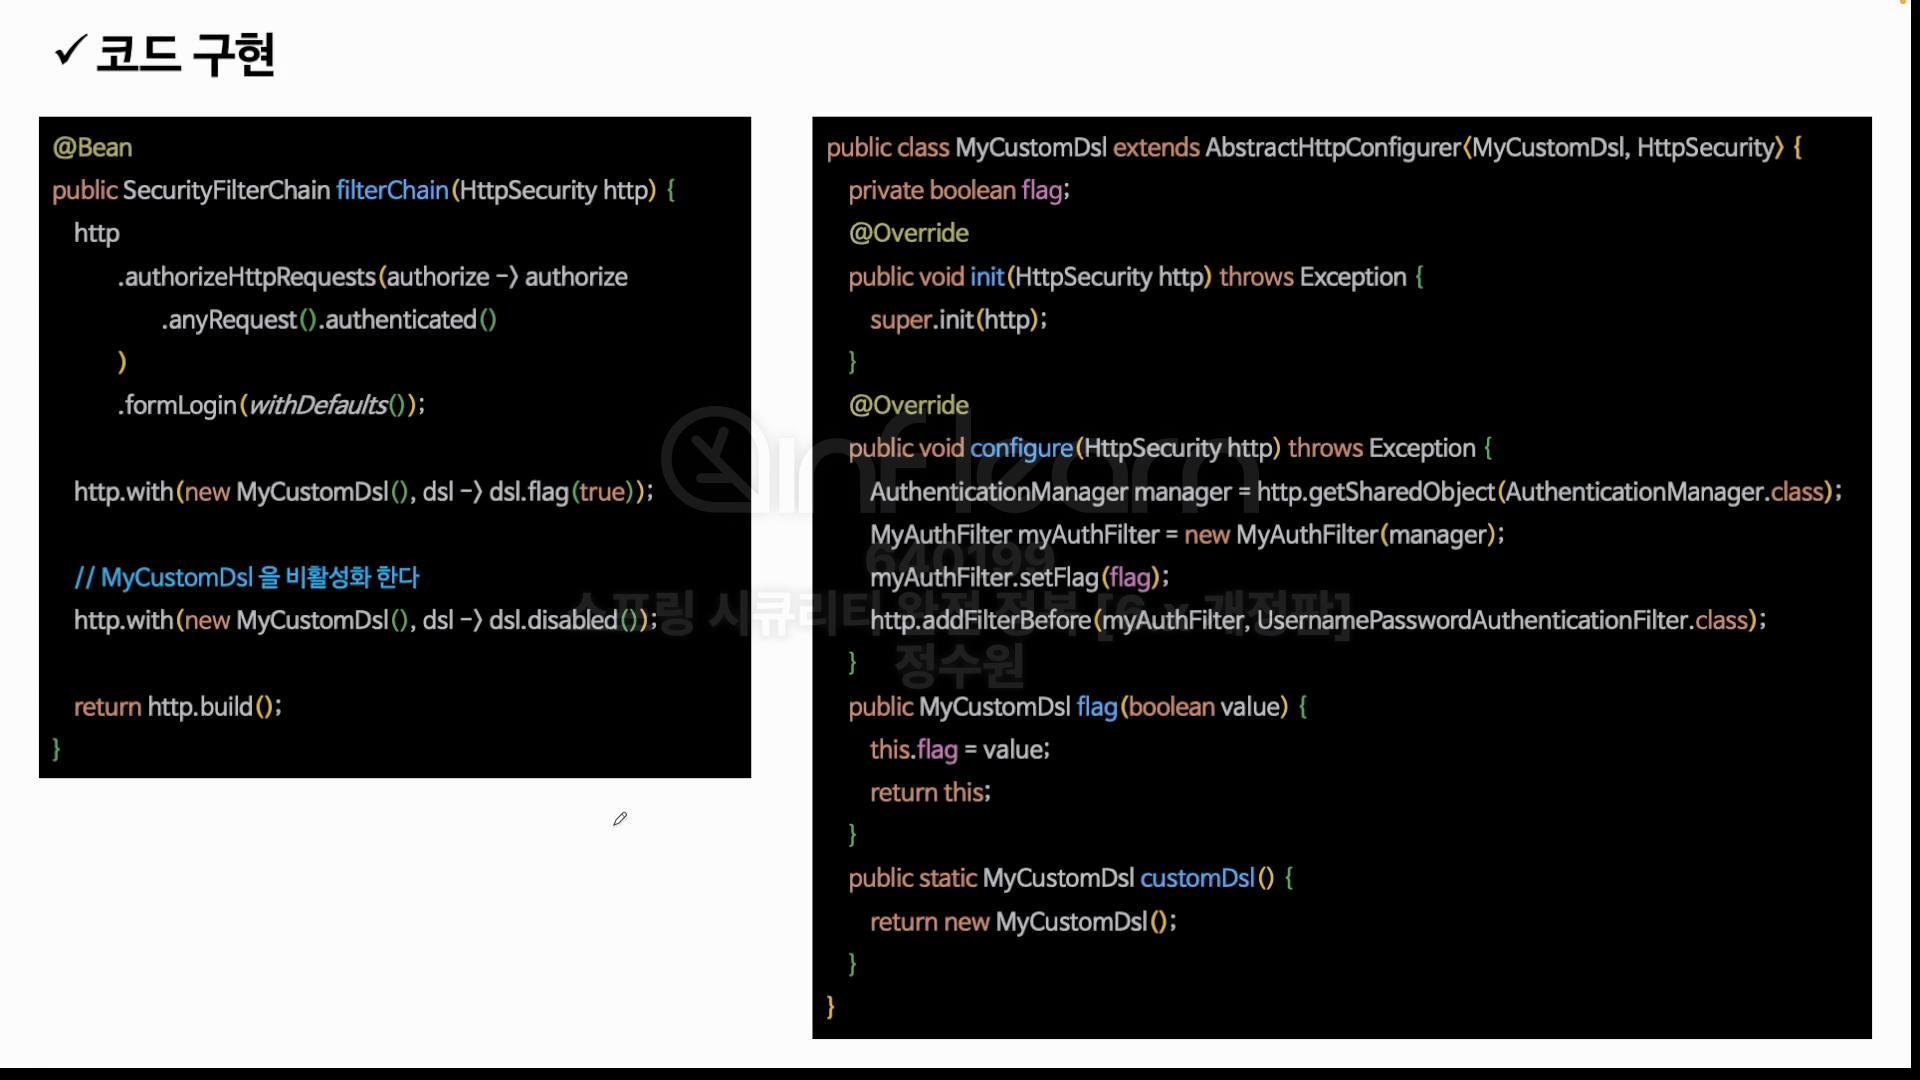 ✓ 코드 구현
@Bean
public SecurityFilterChain filterChain(HttpSecurity http) {
http
.authorizeHttpRequests(authorize -> authorize
.anyRequest().authenticated()
)
.formLogin(withDefaults());
http.with(new MyCustomDsl(), dsl -> dsl.flag(true));
// MyCustomDsl 을 비활성화 한다
http.with(new MyCustomDsl(), dsl -> dsl.disabled());
return http.build();
}
public class MyCustomDsl extends AbstractHttpConfigurer<MyCustomDsl, HttpSecurity> {
private boolean flag;
@Override
public void init(HttpSecurity http) throws Exception {
super.init(http);
}
@Override
public void configure(HttpSecurity http) throws Exception {
AuthenticationManager manager = http.getSharedObject(AuthenticationManager.class);
MyAuthFilter myAuthFilter = new MyAuthFilter(manager);
myAuthFilter.setFlag(flag);
http.addFilterBefore(myAuthFilter, UsernamePasswordAuthenticationFilter.class);
}
public MyCustomDsl flag(boolean value) {
this.flag = value;
return this;
}
public static MyCustomDsl customDsl() {
return new MyCustomDsl();
}
}
inflearn
640199
스프링 시큐리티 완전 정복 [6.x 개정판]
정수원